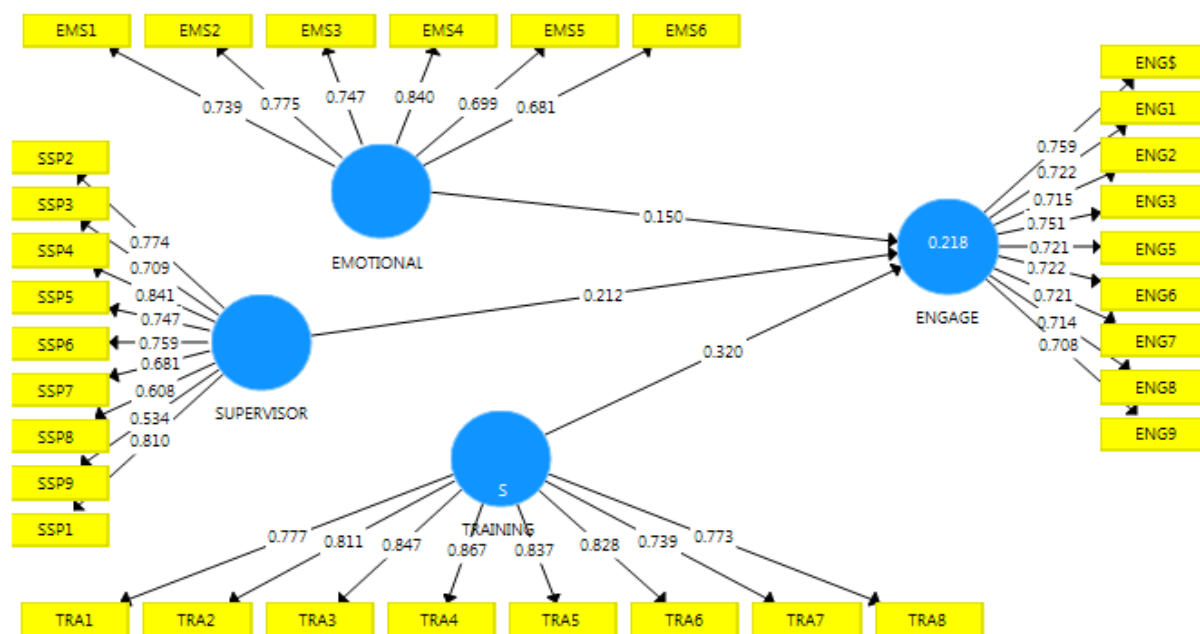 EMS1 EMS2 EMS3 EMS4 EMS5 EMS6
0.739 0.775 0.747 0.840 0.699 0.681
EMOTIONAL
SSP2
SSP3
SSP4
SSP5
SSP6
SSP7
SSP8
SSP9
SSP1
0.774
0.709
0.841
0.747
0.759
0.681
0.608
0.534
0.810
SUPERVISOR
0.150
0.212
0.320
0.218
ENGAGE
ENG$
ENG1
ENG2
ENG3
ENG5
ENG6
ENG7
ENG8
ENG9
0.759
0.722
0.715
0.751
0.721
0.722
0.721
0.714
0.708
S
TRAINING
0.777 0.811 0.847 0.867 0.837 0.828 0.739 0.773
TRA1 TRA2 TRA3 TRA4 TRA5 TRA6 TRA7 TRA8